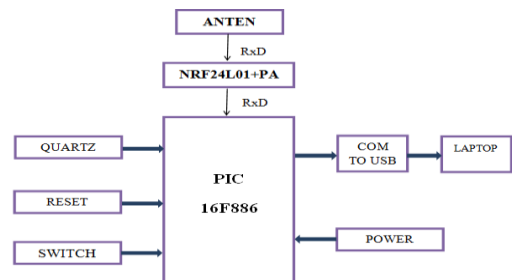 ANTEN
RxD
NRF24L01+PA
RxD
QUARTZ
RESET
SWITCH
PIC
16F886
COM
TO USB
LAPTOP
POWER